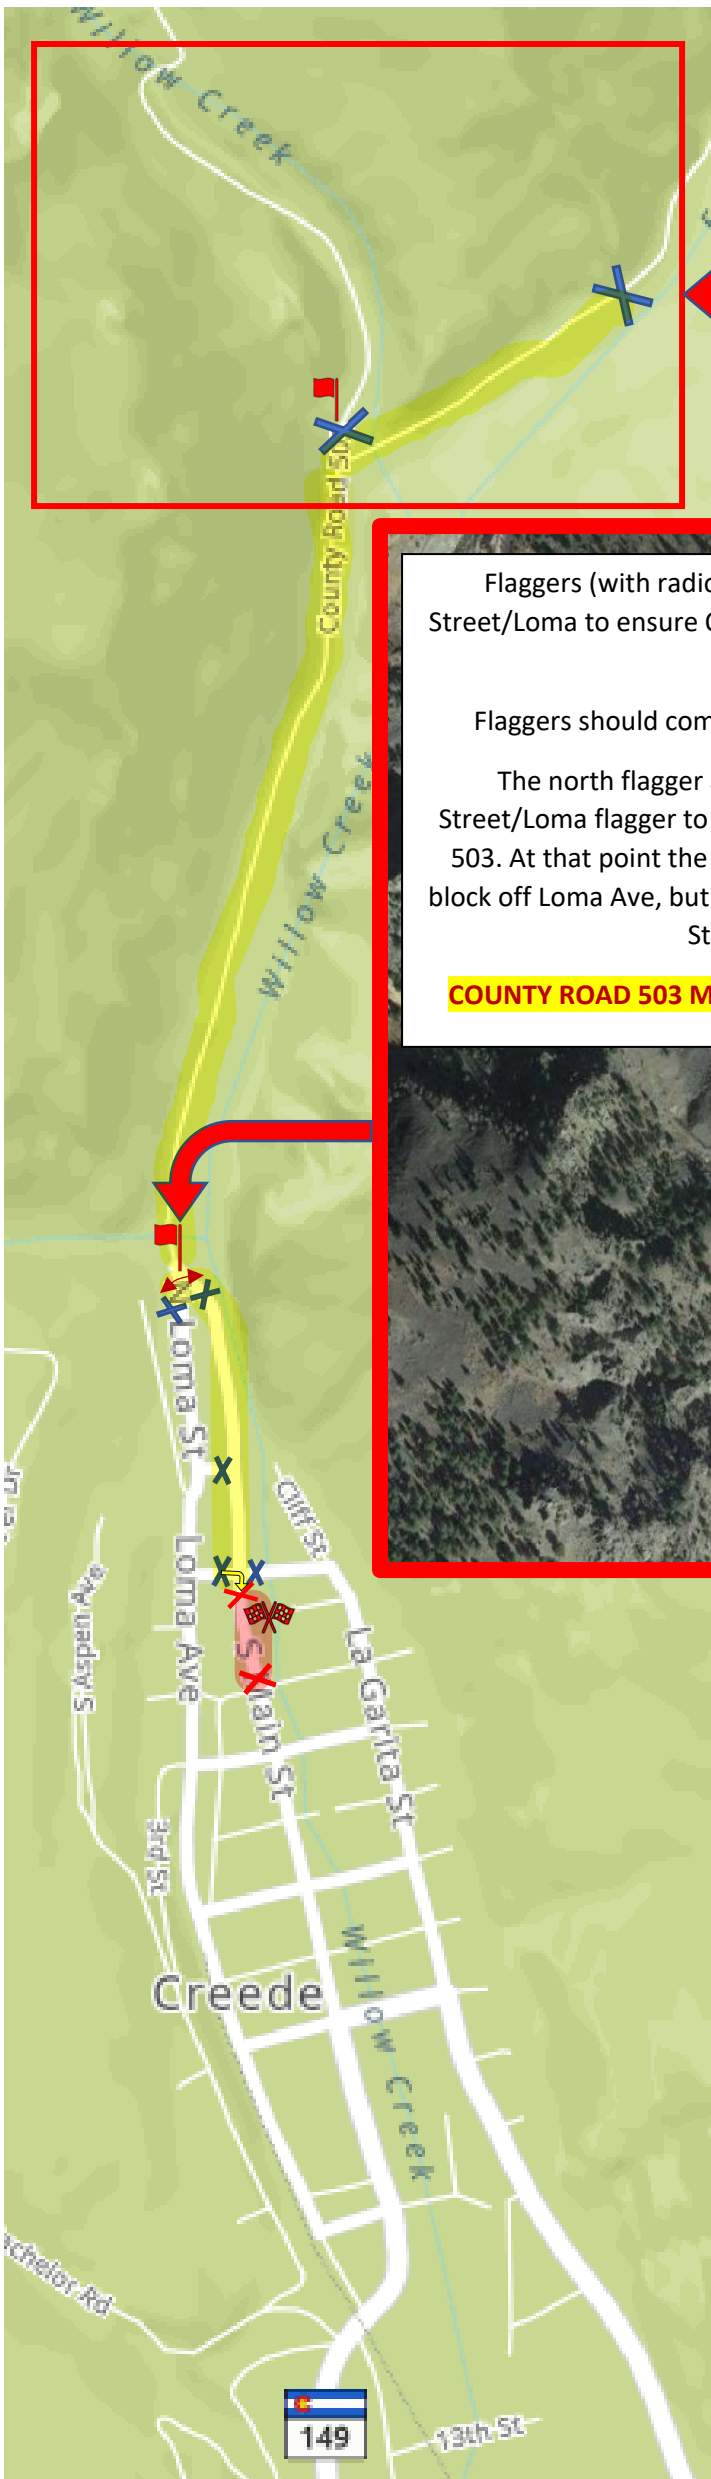 Willow Creek
County Road 50
Flaggers (with radio
Street/Loma to ensure C
Flaggers should com
The north flagger
Street/Loma flagger to
503. At that point the
block off Loma Ave, but
St
COUNTY ROAD 503 M
Willow Creek
N Loma St
Cliff St
Loma Ave
S Aspen Ave
La Garita St
S Main St
3rd St
Creede
Willow Creek
achelor Rd
149
13th St